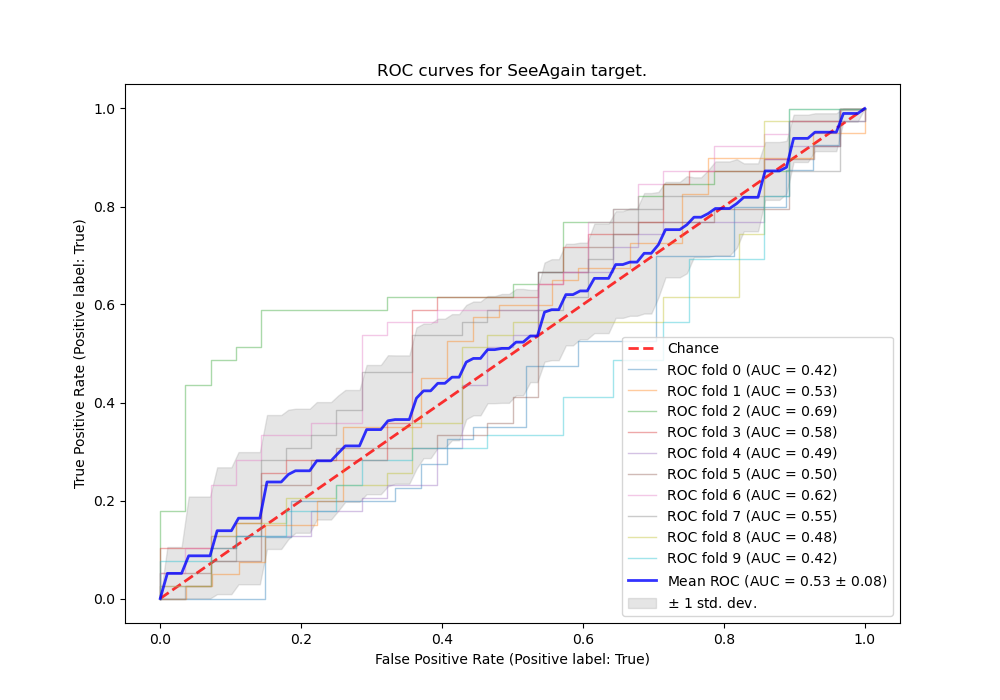 ROC curves for SeeAgain target.
True Positive Rate (Positive label: True)
1.0
0.8
0.6
0.4
0.2
0.0
0.0 0.2 0.4 0.6 0.8 1.0
False Positive Rate (Positive label: True)
Chance
ROC fold 0 (AUC = 0.42)
ROC fold 1 (AUC = 0.53)
ROC fold 2 (AUC = 0.69)
ROC fold 3 (AUC = 0.58)
ROC fold 4 (AUC = 0.49)
ROC fold 5 (AUC = 0.50)
ROC fold 6 (AUC = 0.62)
ROC fold 7 (AUC = 0.55)
ROC fold 8 (AUC = 0.48)
ROC fold 9 (AUC = 0.42)
Mean ROC (AUC = 0.53 ± 0.08)
± 1 std. dev.